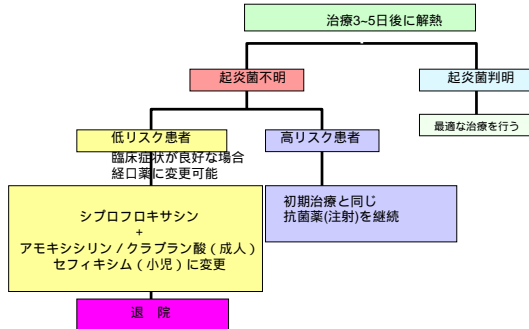 治療3~5日後に解熱
起炎菌不明
起炎菌判明
最適な治療を行う
低リスク患者
臨床症状が良好な場合
経口薬に変更可能
高リスク患者
シプロフロキサシン
+
アモキシシリン / クラブラン酸 ( 成人 )
セフィキシム ( 小児 ) に変更
初期治療と同じ
抗菌薬(注射)を継続
退 院